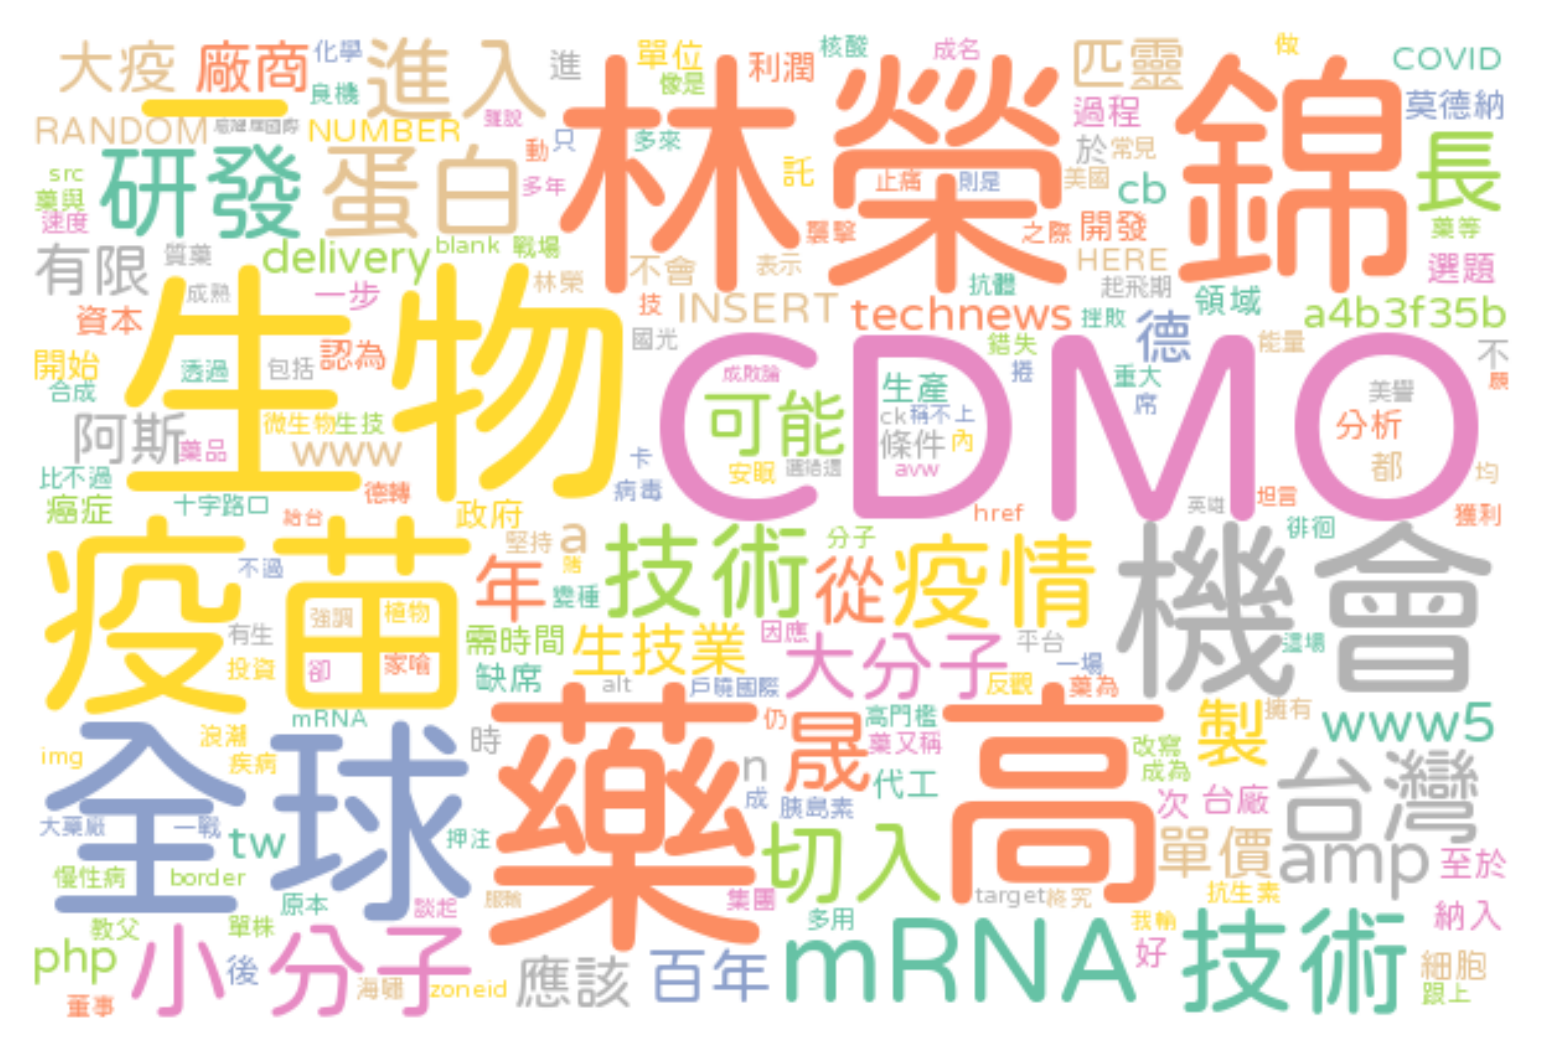 大疫
廠商
化學
進入
進
單位
利潤
核酸
成名
匹靈
做
COVID
良機
像是
過程
莫德納
一
RANDOM
NUMBER
林榮錦
src
研發
蛋白
動
只
多來
託
於
常見
長
藥與
速度
多年
止痛
則是
美國
cb
襲擊
之際
開發
藥等
有限
質藥
delivery
blank
戰場
不會
表示
HERE
選題
成熟
一步
林榮
技
INSERT
抗體
起飛期
領域
資本
生物
國光
technews
挫敗
德
a4b3f35b
開始
合成
透過
包括
認為
CDMO
錯失
能量
不
成敗論
生產
捲
重大
席
美譽
阿斯
藥品
微生物
生技
www
可能
ck
稱不上
條件
內
分析
都
比不過
卡
安眠
avw
均
癌症
十字路口
德轉
給台
政府
病毒
href
英雄
坦言
徘徊
獲利
疫苗
不過
堅持
a
技術
分子
疫情
機會
年
變種
從
有生
強調
植物
需時間
生技業
因應
大分子
平台
這場
投資
卻
家喻
缺席
alt
戶曉國際
反觀
一場
藥為
mRNA
藥
仍
晟
高門檻
高
製
擁有
www5
全球
浪潮
疾病
img
時
n
藥又稱
改寫
成為
台灣
成
胰島素
代工
次
台廠
大藥廠
一戰
tw
押注
切入
單價
amp
至於
慢性病
border
原本
談起
服輸
集團
target
抗生素
教父
單株
多用
我輸
納入
php
小分子
後
應該
百年
mRNA
好
技術
細胞
跟上
董事
海嘯
zoneid